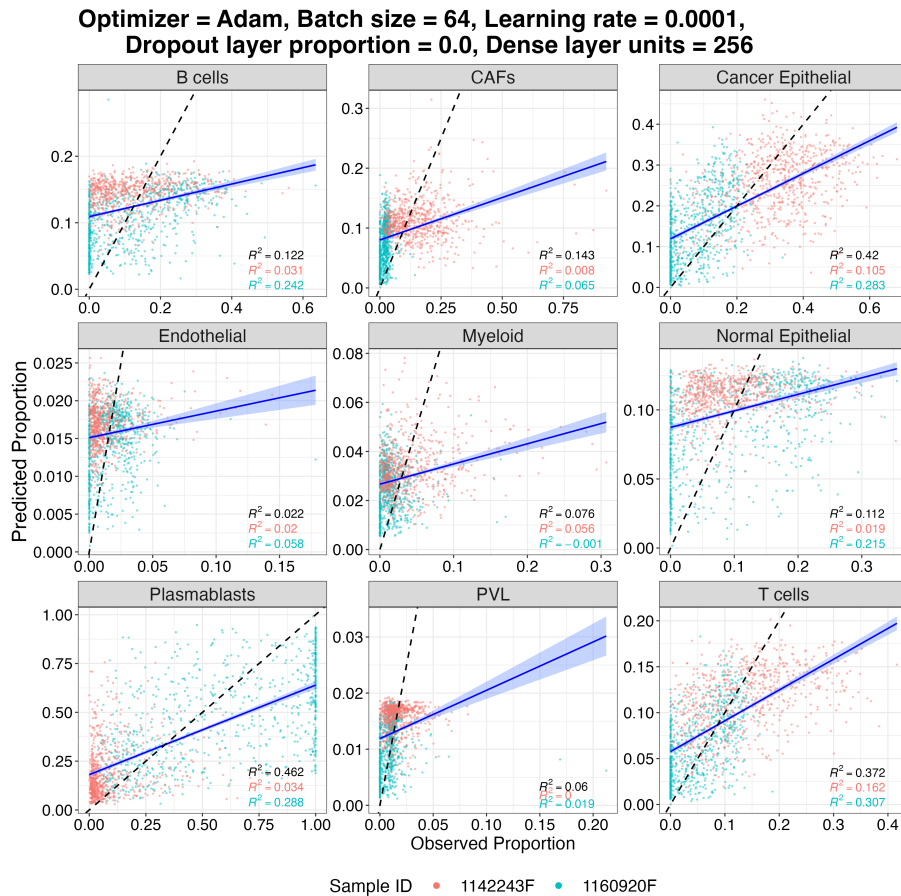 Optimizer = Adam, Batch size = 64, Learning rate = 0.0001,
Dropout layer proportion = 0.0, Dense layer units = 256
B cells
0.2
0.1
0.0
0.0 0.2 0.4 0.6
R² = 0.122
R² = 0.031
R² = 0.242
CAFs
0.3
0.2
0.1
0.0
0.00 0.25 0.50 0.75
R² = 0.143
R² = 0.008
R² = 0.065
Cancer Epithelial
0.4
0.3
0.2
0.1
0.0
0.0 0.2 0.4 0.6
R² = 0.42
R² = 0.105
R² = 0.283
Predicted Proportion
Endothelial
0.025
0.020
0.015
0.010
0.005
0.000
0.00 0.05 0.10 0.15
R² = 0.022
R² = 0.02
R² = 0.058
Myeloid
0.08
0.06
0.04
0.02
0.00
0.0 0.1 0.2 0.3
R² = 0.076
R² = 0.056
R² = −0.001
Normal Epithelial
0.10
0.05
0.00
0.0 0.1 0.2 0.3
R² = 0.112
R² = 0.019
R² = 0.215
Plasmablasts
1.00
0.75
0.50
0.25
0.00
0.00 0.25 0.50 0.75 1.00
R² = 0.462
R² = 0.034
R² = 0.288
PVL
0.03
0.02
0.01
0.00
0.00 0.05 0.10 0.15 0.20
R² = 0.06
R² = 0
R² = 0.019
T cells
0.20
0.15
0.10
0.05
0.00
0.0 0.1 0.2 0.3 0.4
R² = 0.372
R² = 0.162
R² = 0.307
Observed Proportion
Sample ID 1142243F 1160920F